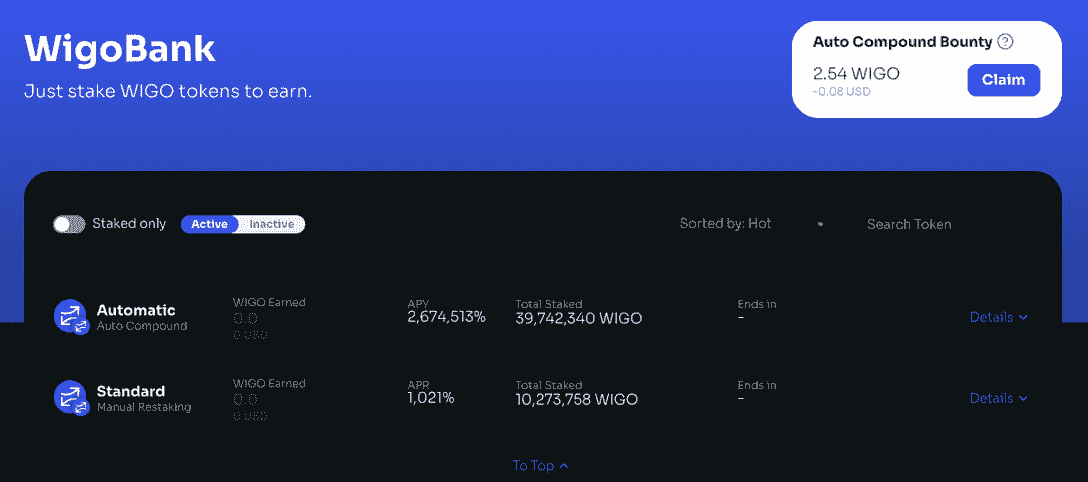 WigoBank
Just stake WIGO tokens to earn.
Auto Compound Bounty ?
2.54 WIGO
~0.08 USD
Claim
Staked only
Active
Inactive
Sorted by: Hot
Search Token
Automatic
Auto Compound
WIGO Earned
0.0
0 USD
APY
2,674,513%
Total Staked
39,742,340 WIGO
Ends in
-
Details
Standard
Manual Restaking
WIGO Earned
0.0
0 USD
APR
1,021%
Total Staked
10,273,758 WIGO
Ends in
-
Details
To Top